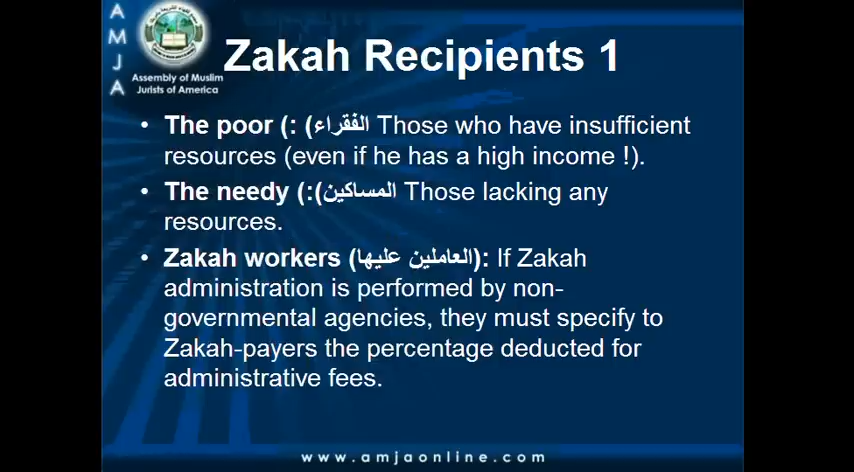 A
M
J
A
Assembly of Muslim
Jurists of America
Zakah Recipients 1
• The poor (: (الفقراء Those who have insufficient
resources (even if he has a high income !).
• The needy (:(المساكين Those lacking any
resources.
• Zakah workers (العاملين عليها): If Zakah
administration is performed by non-
governmental agencies, they must specify to
Zakah-payers the percentage deducted for
administrative fees.
www.amjaonline.com